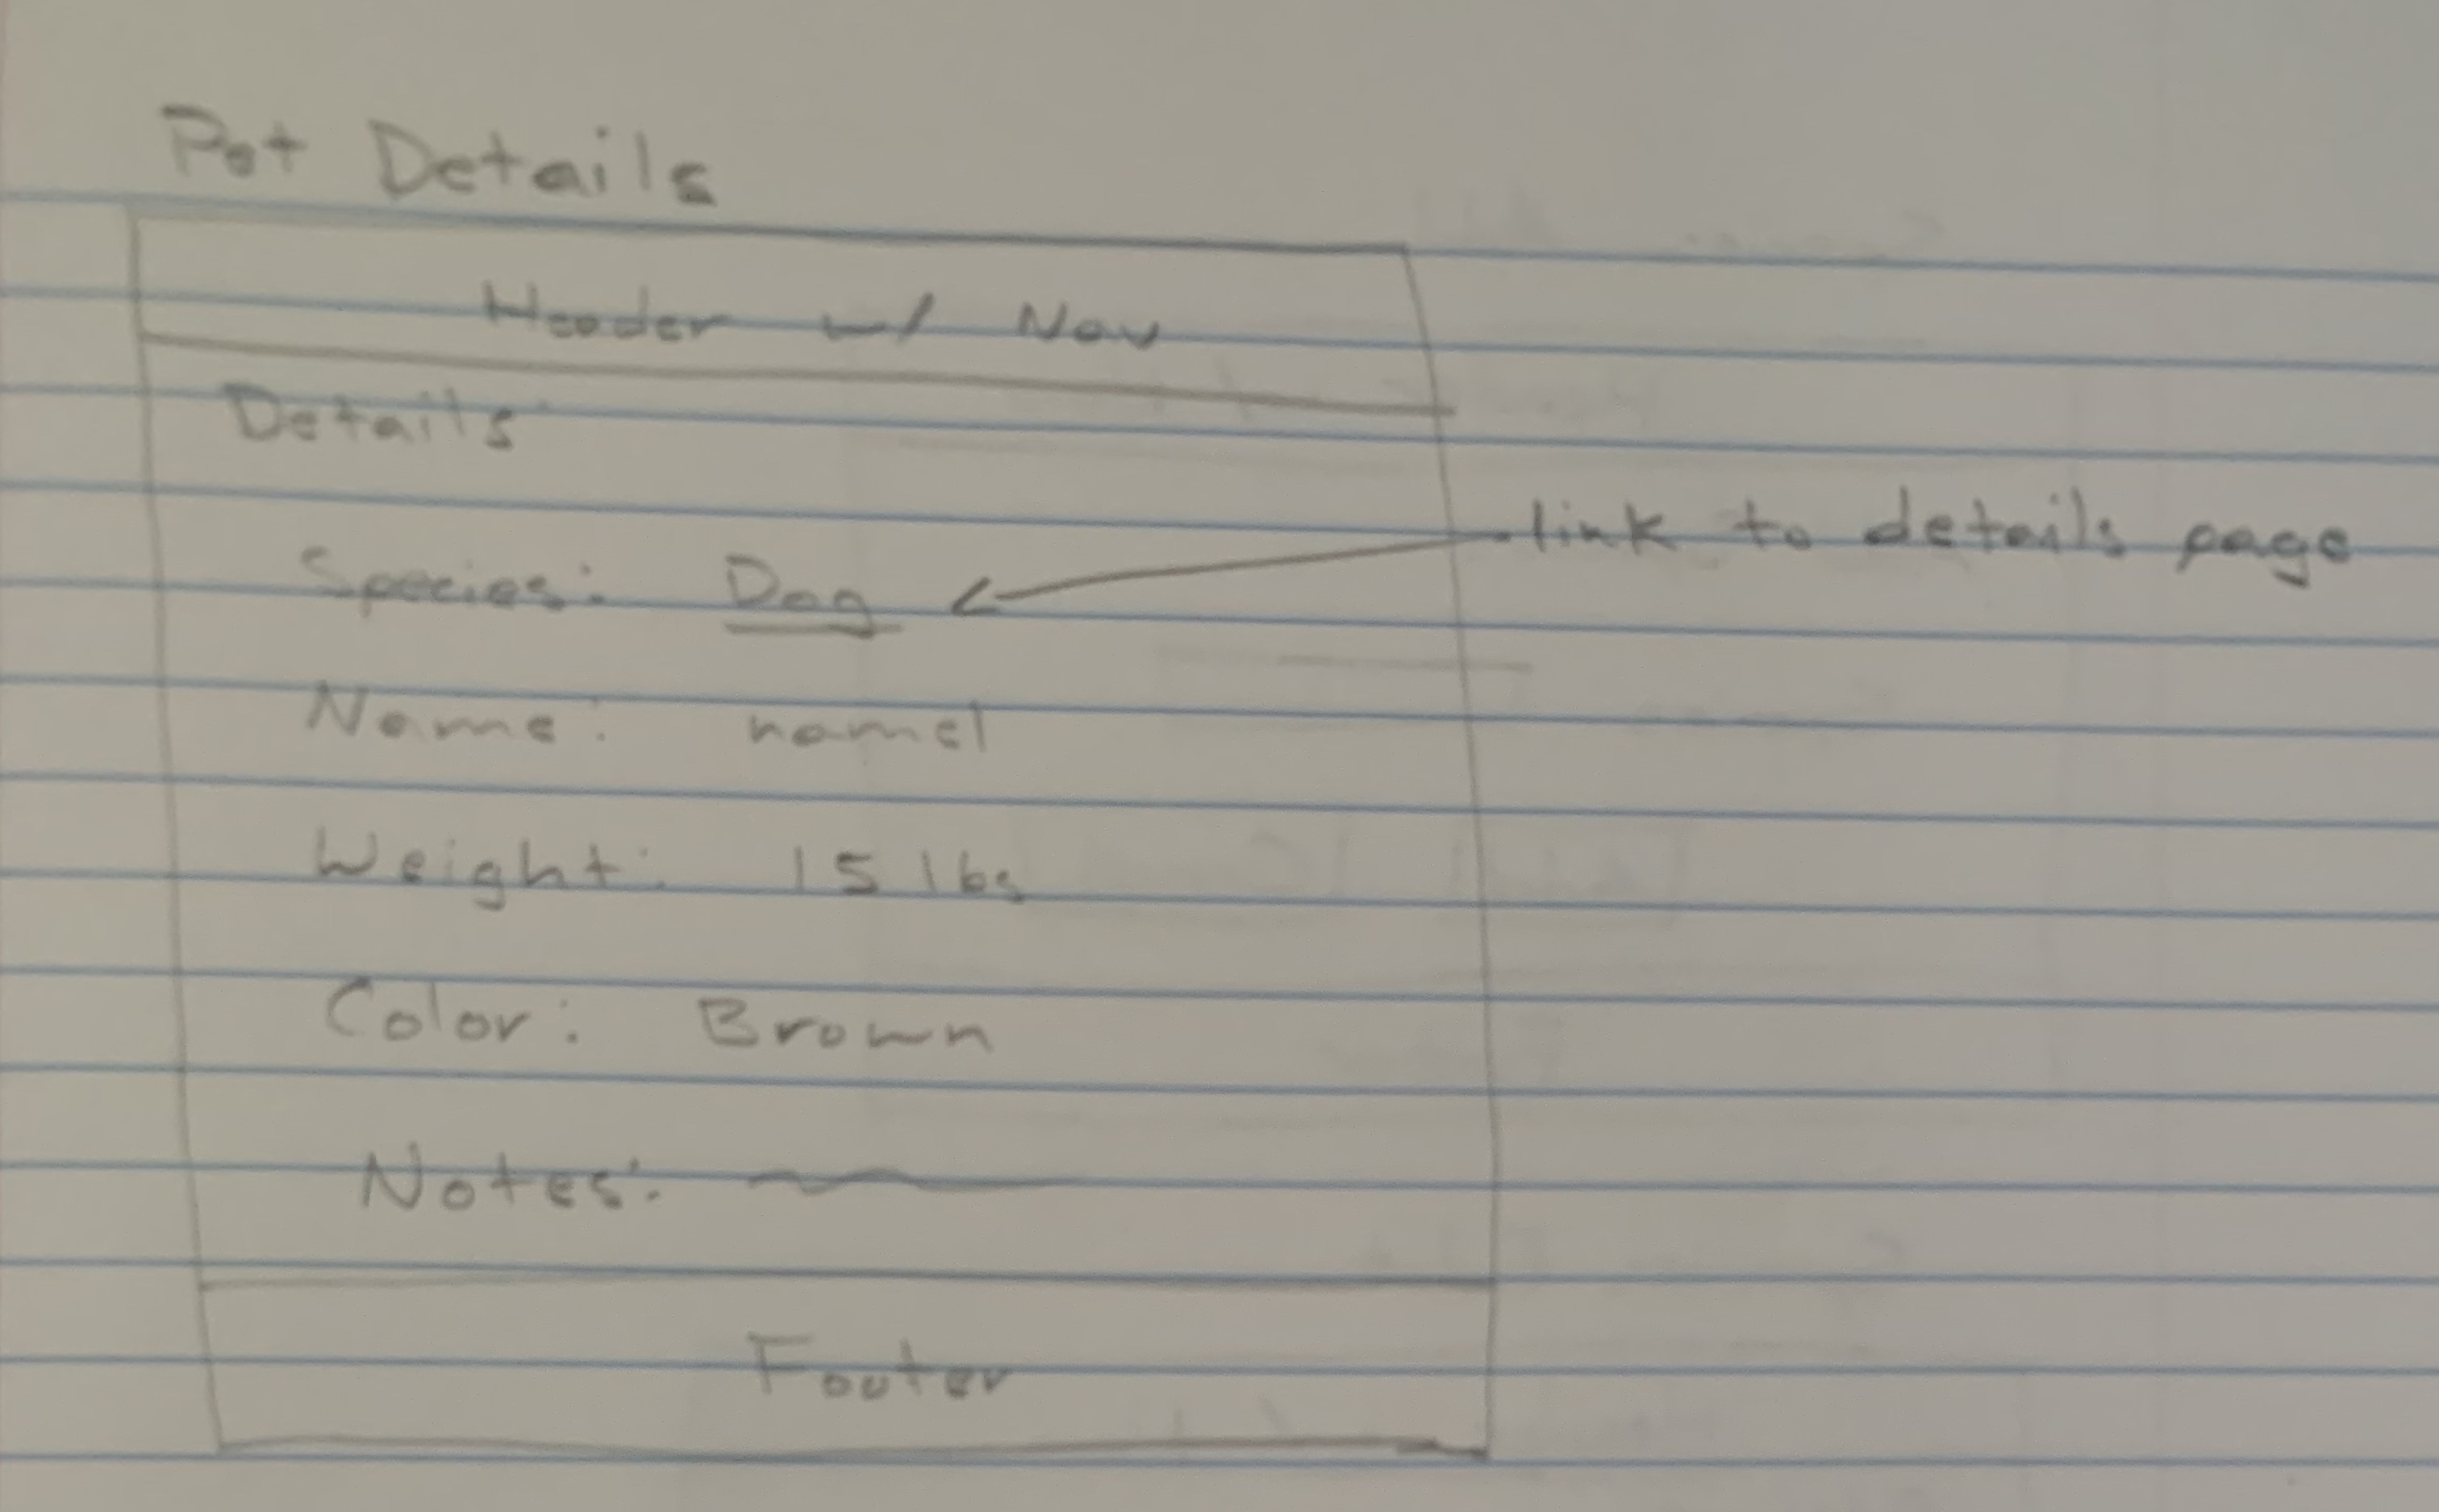 Pet Details
Header w/ Nav
Details
Species: Dog
link to details page
Name: name1
Weight: 15 lbs
Color: Brown
Notes:
Footer